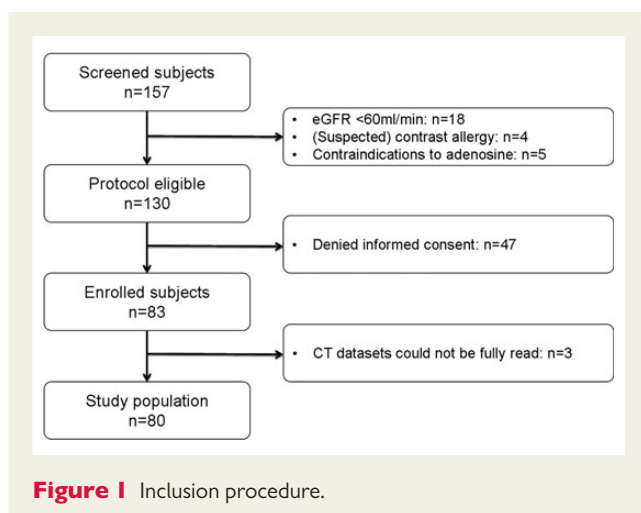 Screened subjects
n=157
• eGFR <60ml/min: n=18
• (Suspected) contrast allergy: n=4
• Contraindications to adenosine: n=5
Protocol eligible
n=130
• Denied informed consent: n=47
Enrolled subjects
n=83
• CT datasets could not be fully read: n=3
Study population
n=80
Figure 1 Inclusion procedure.